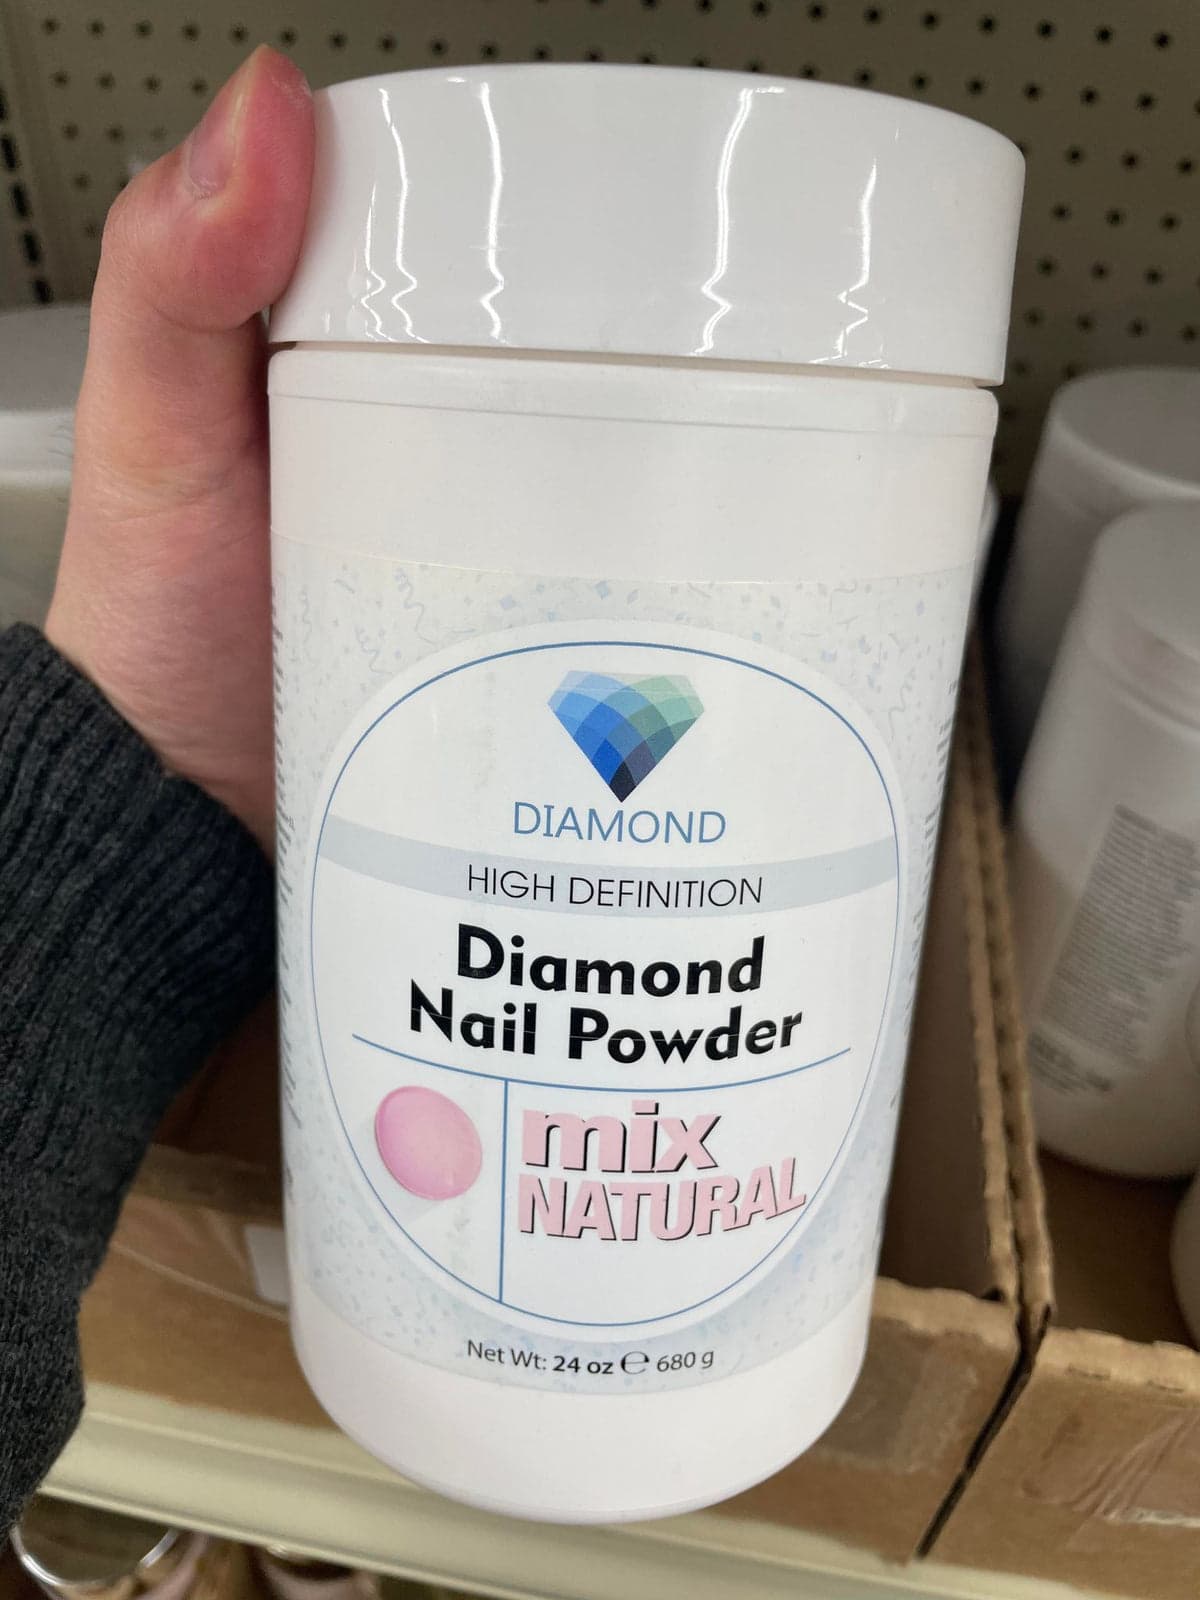 DIAMOND
HIGH DEFINITION
Diamond
Nail Powder
mix
NATURAL
Net Wt: 24 oz ℮ 680 g